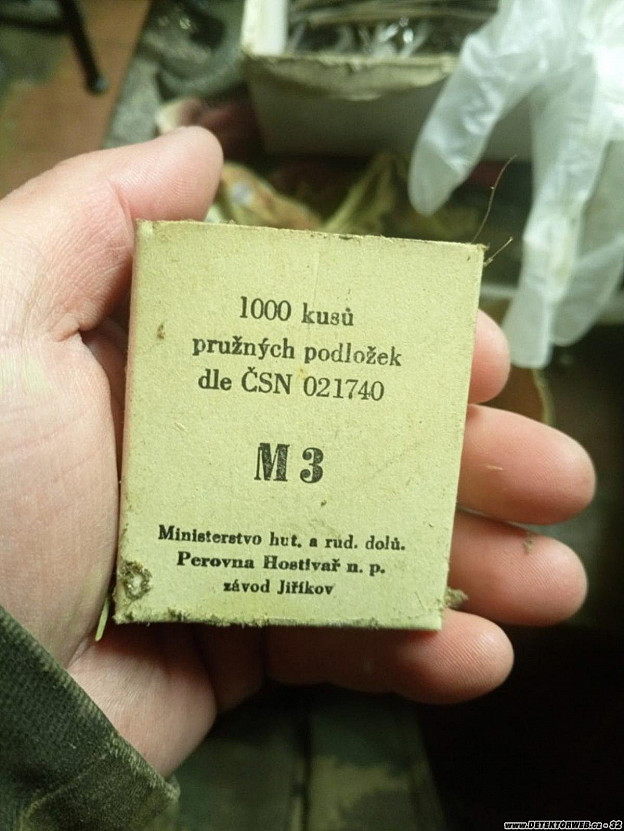 1000 kusů
pružných podložek
dle ČSN 021740
M 3
Ministerstvo hut. a rud. dolů.
Perovna Hostivař n. p.
závod Jiříkov
www.DETEKTORWEB.cz - 32